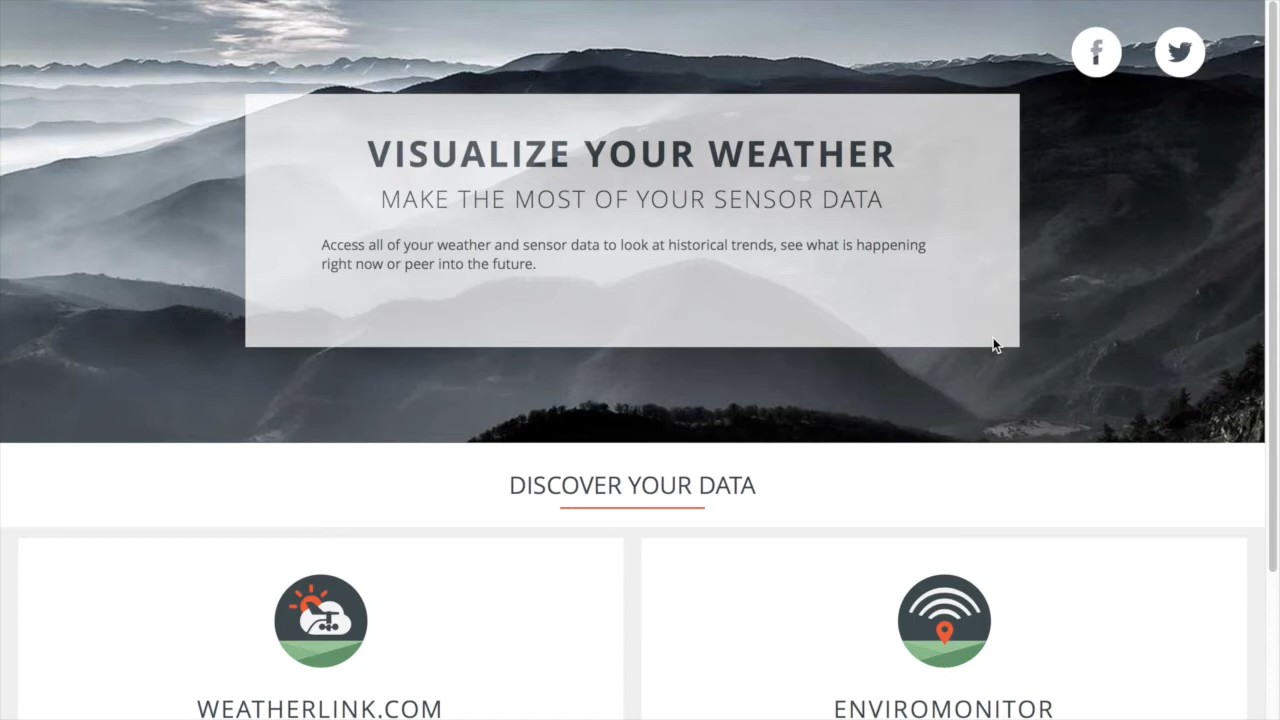 VISUALIZE YOUR WEATHER
MAKE THE MOST OF YOUR SENSOR DATA
Access all of your weather and sensor data to look at historical trends, see what is happening
right now or peer into the future.
DISCOVER YOUR DATA
WEATHERLINK.COM
ENVIROMONITOR